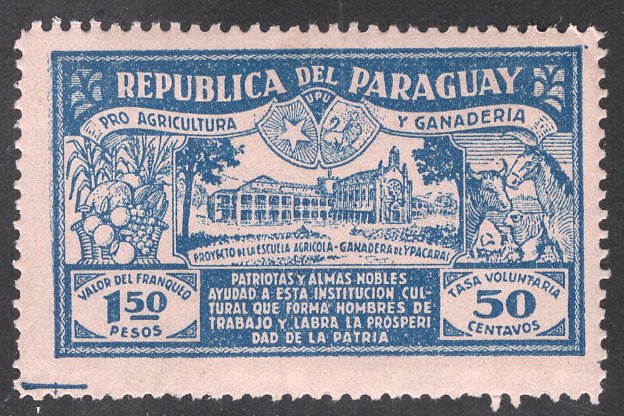 REPUBLICA DEL PARAGUAY
UPU
PRO AGRICULTURA Y GANADERIA
PROYECTO DE LA ESCUELA AGRICOLA-GANADERA DE YPACARAI
VALOR DEL FRANQUEO
1.50
PESOS
PATRIOTAS Y ALMAS NOBLES
AYUDAD A ESTA INSTITUCION CUL-
TURAL QUE FORMA HOMBRES DE
TRABAJO Y LABRA LA PROSPERI
DAD DE LA PATRIA
TASA VOLUNTARIA
50
CENTAVOS